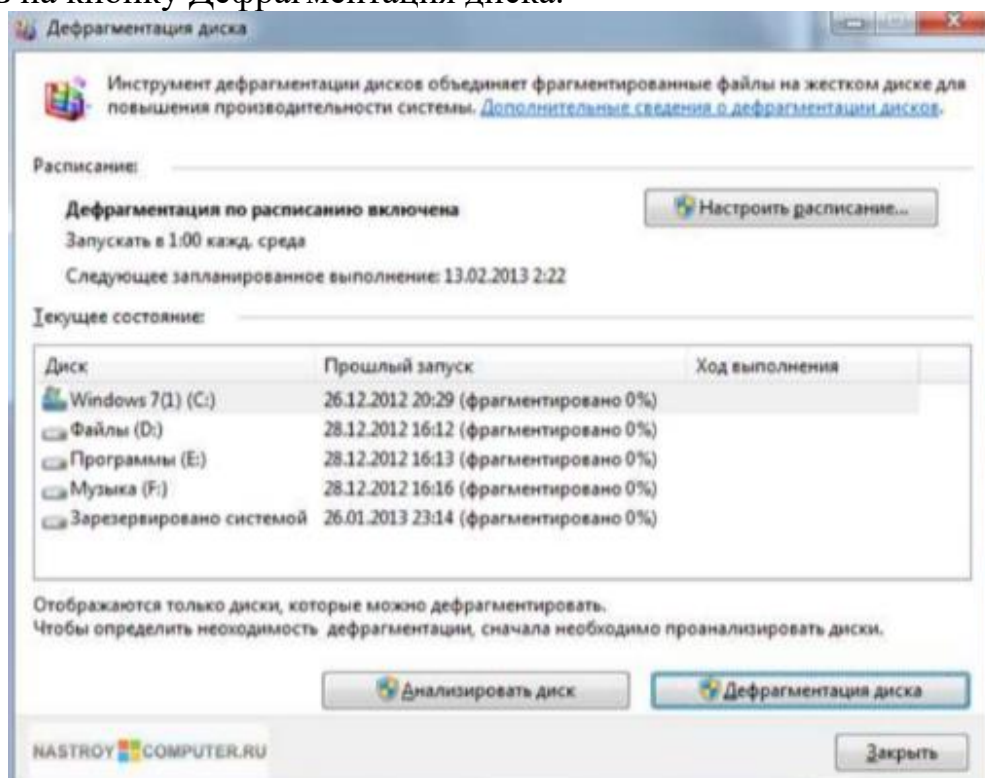 на кнопку Дефрагментация диска.
Дефрагментация диска
Инструмент дефрагментации дисков объединяет фрагментированные файлы на жестком диске для
повышения производительности системы. Дополнительные сведения о дефрагментации дисков.
Расписание:
Дефрагментация по расписанию включена
Настроить расписание...
Запускать в 1:00 кажд. среда
Следующее запланированное выполнение: 13.02.2013 2:22
Текущее состояние:
Диск Прошлый запуск Ход выполнения
Windows 7(1) (C:) 26.12.2012 20:29 (фрагментировано 0%)
Файлы (D:) 28.12.2012 16:12 (фрагментировано 0%)
Программы (E:) 28.12.2012 16:13 (фрагментировано 0%)
Музыка (F:) 28.12.2012 16:16 (фрагментировано 0%)
Зарезервировано системой 26.01.2013 23:14 (фрагментировано 0%)
Отображаются только диски, которые можно дефрагментировать.
Чтобы определить неоходимость дефрагментации, сначала необходимо проанализировать диски.
Анализировать диск Дефрагментация диска
NASTROY COMPUTER.RU Закрыть